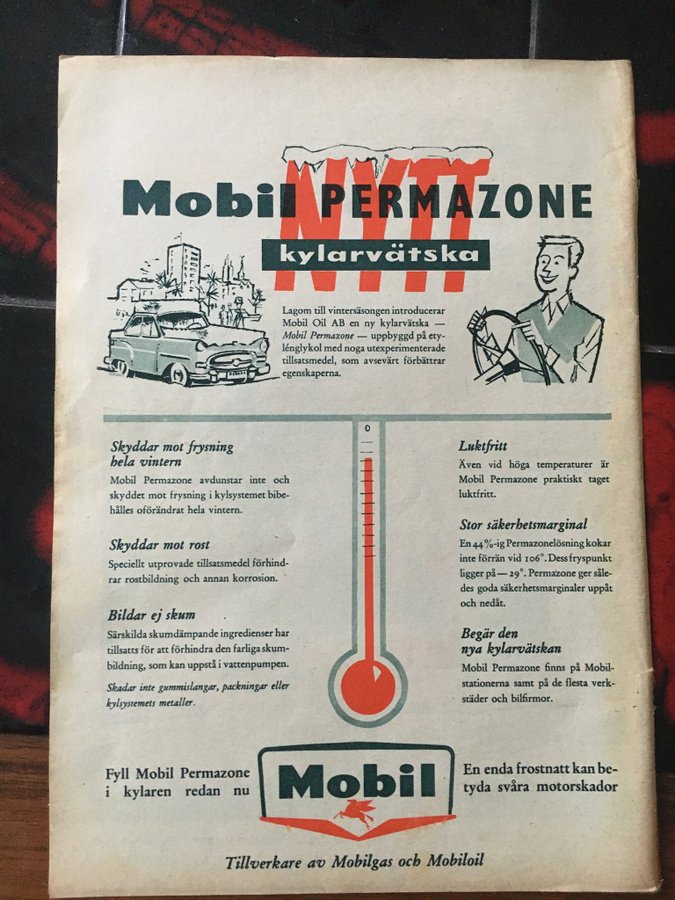 NYTT
Mobil PERMAZONE
kylarvätska
Lagom till vintersäsongen introducerar
Mobil Oil AB en ny kylarvätska —
Mobil Permazone — uppbyggd på ety-
lénglykol med noga utexperimenterade
tillsatsmedel, som avsevärt förbättrar
egenskaperna.
0
Skyddar mot frysning
hela vintern
Mobil Permazone avdunstar inte och
skyddet mot frysning i kylsystemet bibe-
hålles oförändrat hela vintern.
Skyddar mot rost
Speciellt utprovade tillsatsmedel förhind-
rar rostbildning och annan korrosion.
Bildar ej skum
Särskilda skumdämpande ingredienser har
tillsatts för att förhindra den farliga skum-
bildning, som kan uppstå i vattenpumpen.
Skadar inte gummislangar, packningar eller
kylsystemets metaller.
Luktfritt
Även vid höga temperaturer är
Mobil Permazone praktiskt taget
luktfritt.
Stor säkerhetsmarginal
En 44%-ig Permazonelösning kokar
inte förrän vid 106°. Dess fryspunkt
ligger på — 29°. Permazone ger såle-
des goda säkerhetsmarginaler uppåt
och nedåt.
Begär den
nya kylarvätskan
Mobil Permazone finns på Mobil-
stationerna samt på de flesta verk-
städer och bilfirmor.
Fyll Mobil Permazone
i kylaren redan nu
Mobil
En enda frostnatt kan be-
tyda svåra motorskador
Tillverkare av Mobilgas och Mobiloil